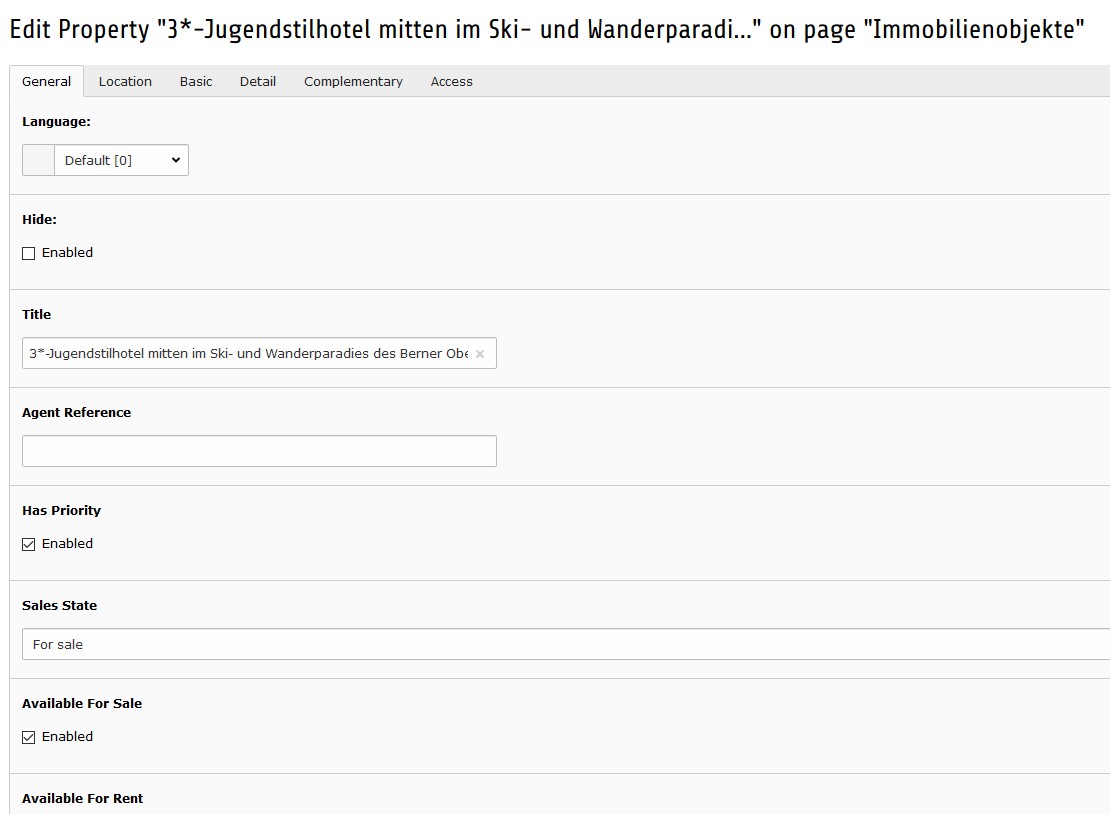 Edit Property "3*-Jugendstilhotel mitten im Ski- und Wanderparadi..." on page "Immobilienobjekte"
General Location Basic Detail Complementary Access
Language:
Default [0]
Hide:
Enabled
Title
3*-Jugendstilhotel mitten im Ski- und Wanderparadies des Berner Obe
Agent Reference
Has Priority
Enabled
Sales State
For sale
Available For Sale
Enabled
Available For Rent